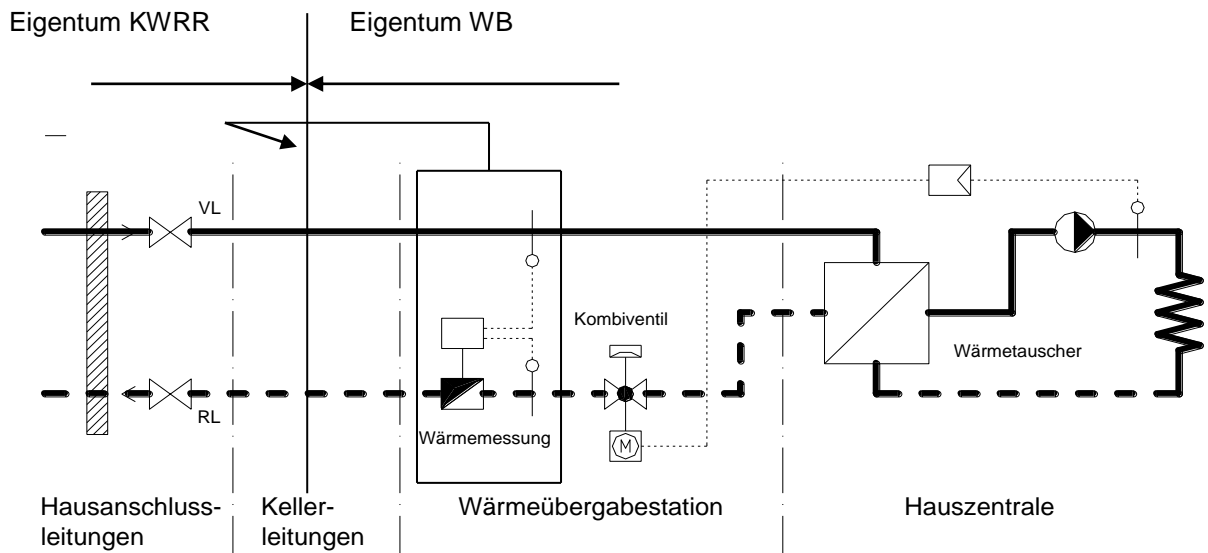 Eigentum KWRR
Eigentum WB
VL
Kombiventil
Wärmetauscher
RL
Wärmemessung
M
Hausanschluss-
leitungen
Keller-
leitungen
Wärmeübergabestation
Hauszentrale